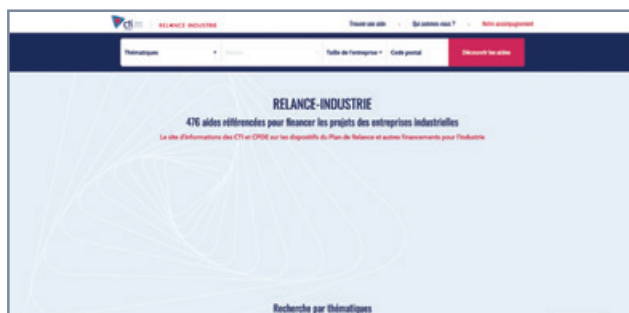 cti
RELANCE INDUSTRIE
Trouver une aide
Qui sommes nous ?
Notre accompagnement
Thématiques
Taille de l'entreprise
Code postal
Découvrir les aides
RELANCE-INDUSTRIE
476 aides référencées pour financer les projets des entreprises industrielles
Le site d'informations des CTI et CPDE sur les dispositifs du Plan de Relance et autres financements pour l'industrie
Recherche par thématiques